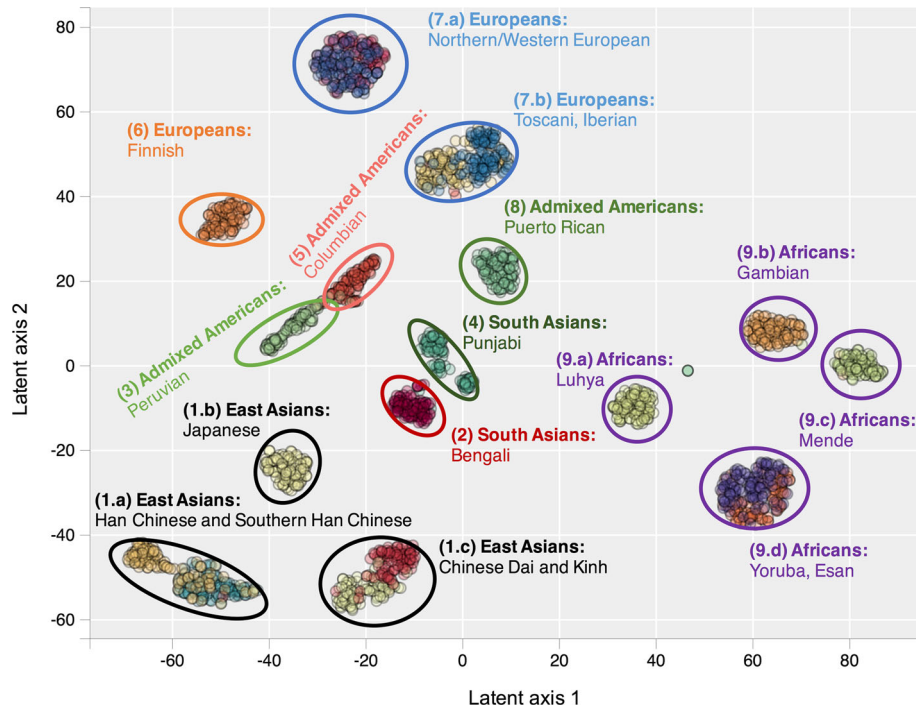 80
60
40
20
0
-20
-40
-60
Latent axis 2
(7.a) Europeans:
Northern/Western European
(7.b) Europeans:
Toscani, Iberian
(6) Europeans:
Finnish
(5) Admixed Americans:
Columbian
(8) Admixed Americans:
Puerto Rican
(9.b) Africans:
Gambian
(3) Admixed Americans:
Peruvian
(4) South Asians:
Punjabi
(9.a) Africans:
Luhya
(9.c) Africans:
Mende
(1.b) East Asians:
Japanese
(2) South Asians:
Bengali
(1.a) East Asians:
Han Chinese and Southern Han Chinese
(1.c) East Asians:
Chinese Dai and Kinh
(9.d) Africans:
Yoruba, Esan
-60
-40
-20
0
20
40
60
80
Latent axis 1